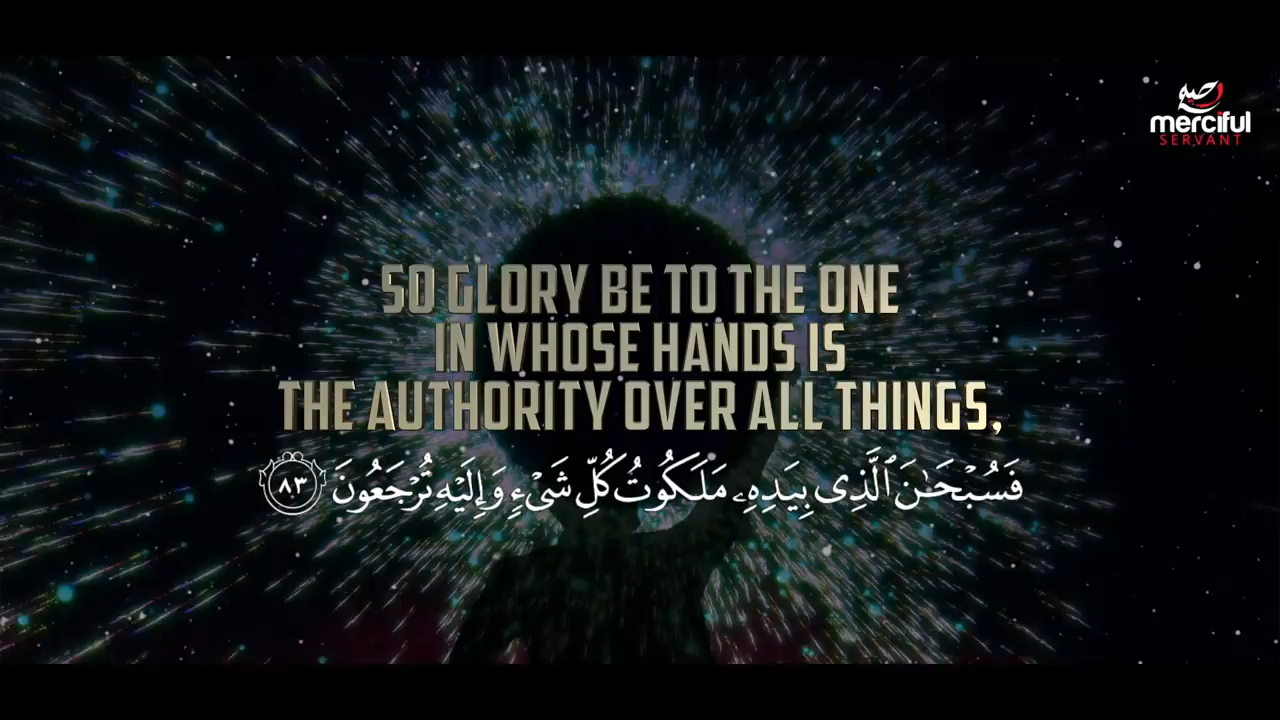 merciful
SERVANT
SO GLORY BE TO THE ONE
IN WHOSE HANDS IS
THE AUTHORITY OVER ALL THINGS,
فَسُبْحَـٰنَ ٱلَّذِى بِيَدِهِۦ مَلَكُوتُ كُلِّ شَىْءٍ وَإِلَيْهِ تُرْجَعُونَ ٨٣